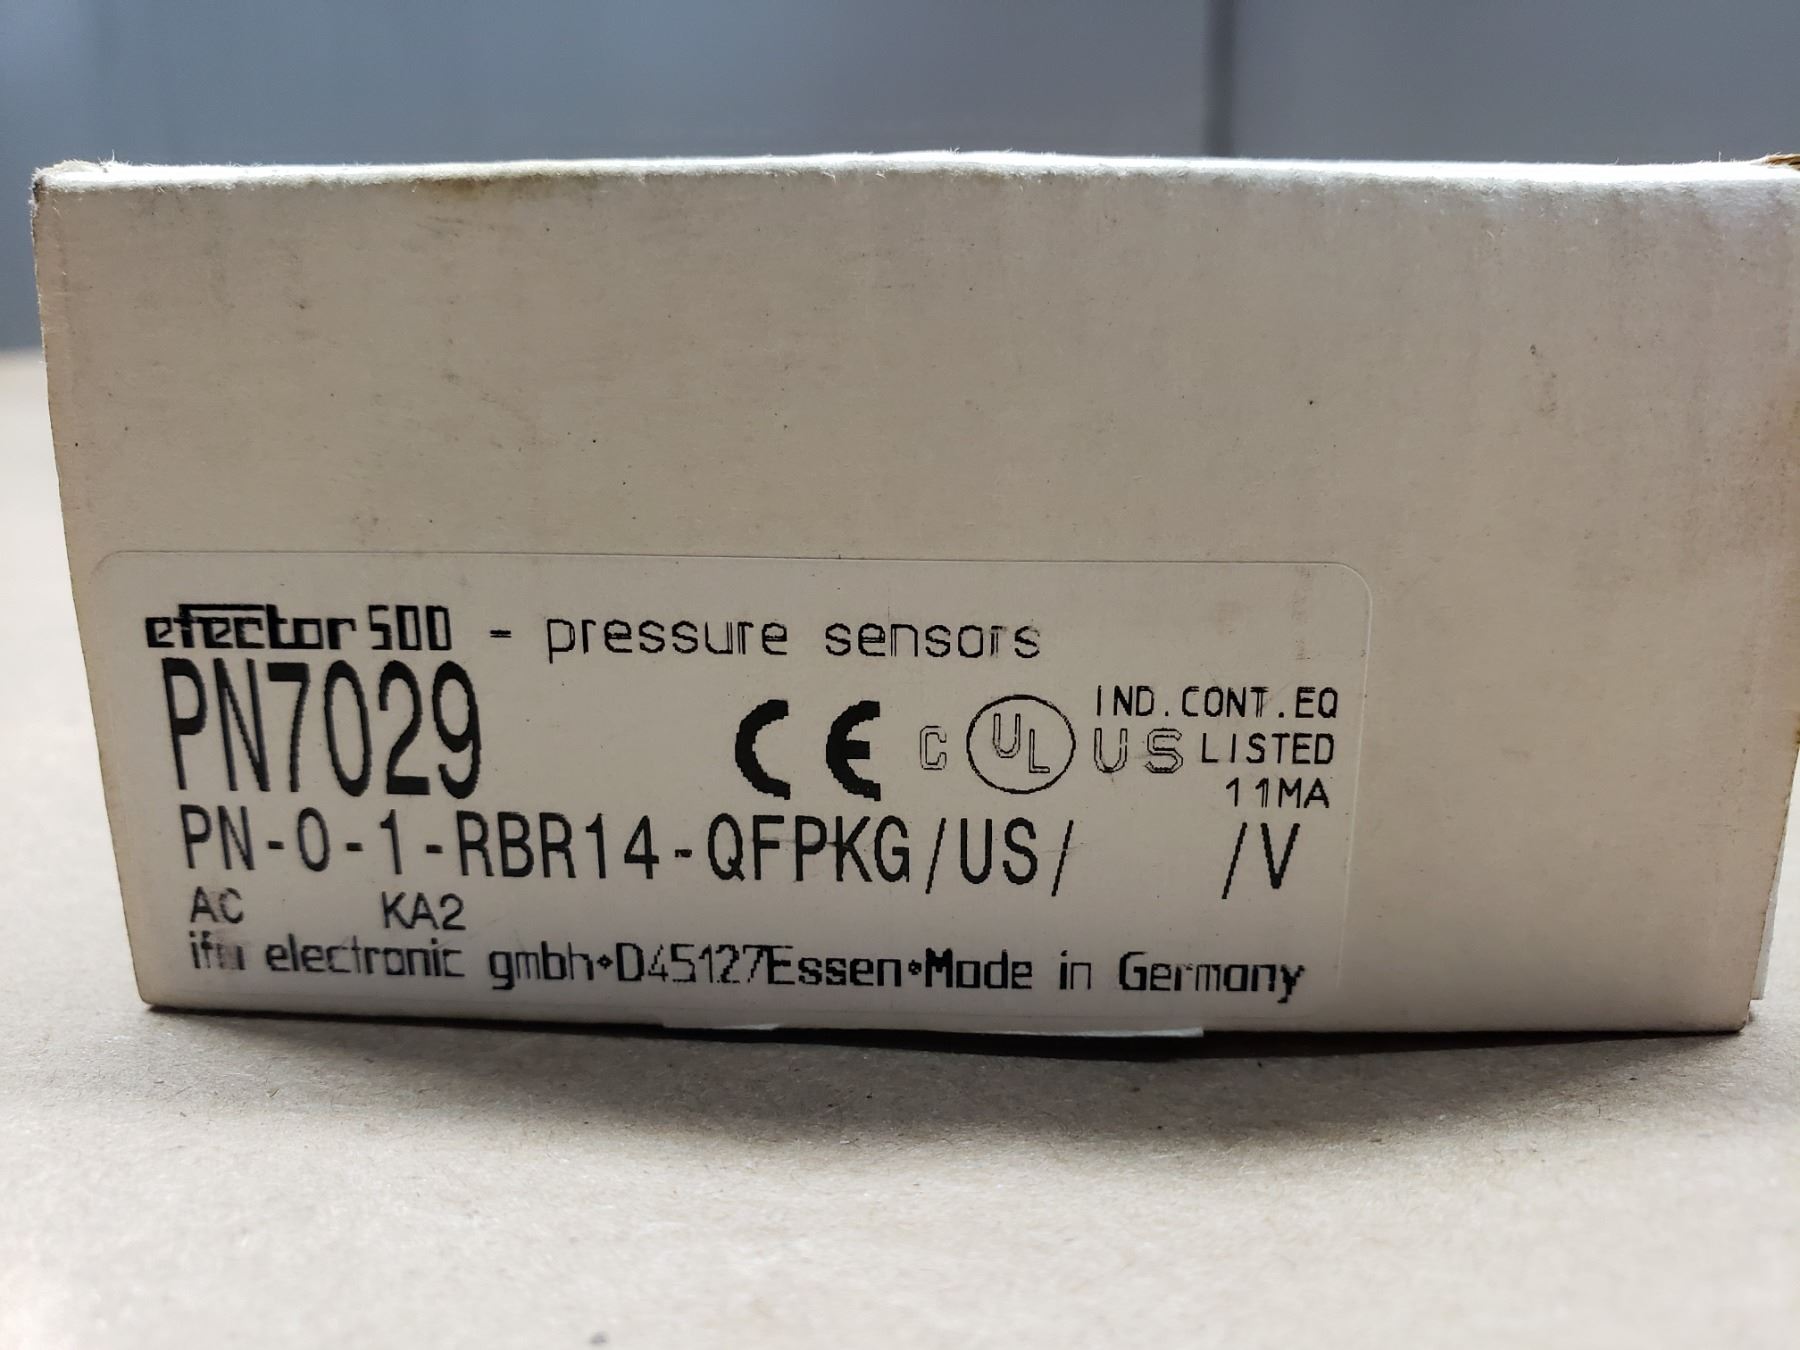 efector500 - pressure sensors
PN7029
CE C UL US IND.CONT.EQ
LISTED
11MA
PN-0-1-RBR14-QFPKG/US/ /V
AC KA2
ifm electronic gmbh•D45127Essen•Made in Germany